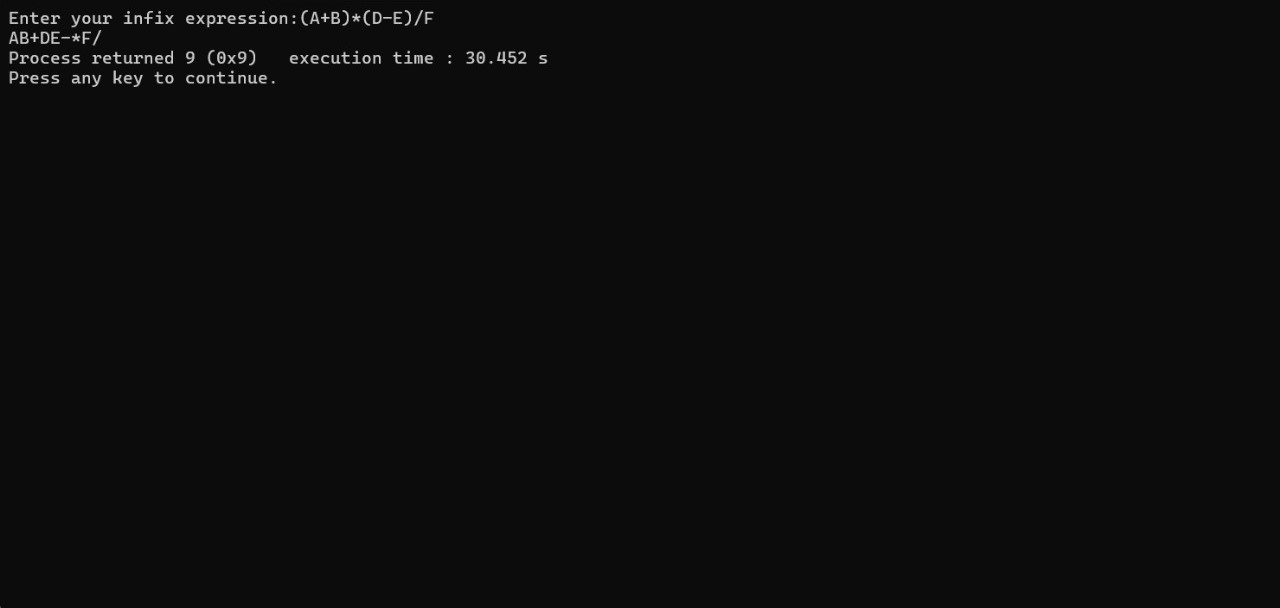 Enter your infix expression:(A+B)*(D-E)/F
AB+DE-*F/
Process returned 9 (0x9)   execution time : 30.452 s
Press any key to continue.